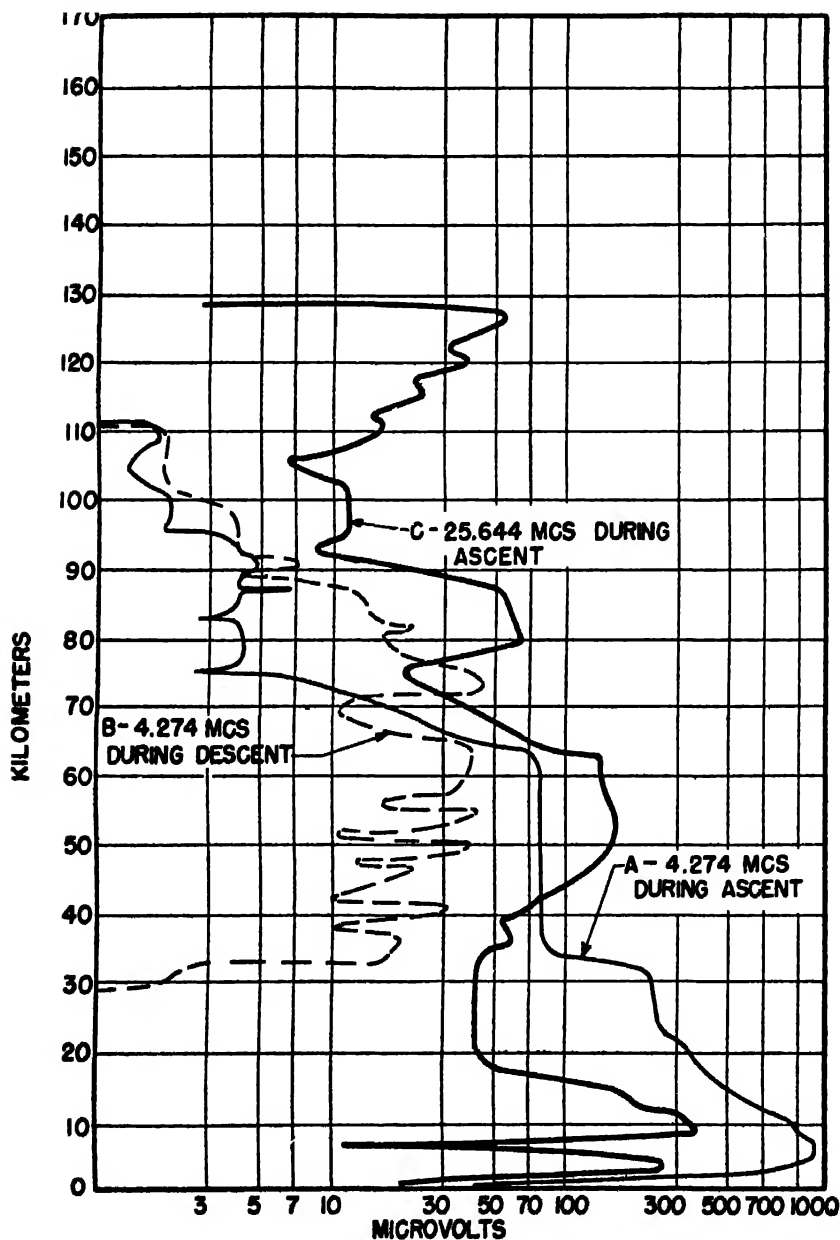 170
160
150
140
130
120
110
100
90
80
70
60
50
40
30
20
10
0
KILOMETERS
C-25.644 MCS DURING
ASCENT
B-4.274 MCS
DURING DESCENT
A-4.274 MCS
DURING ASCENT
3 5 7 10 30 50 70 100 300 500 700 1000
MICROVOLTS